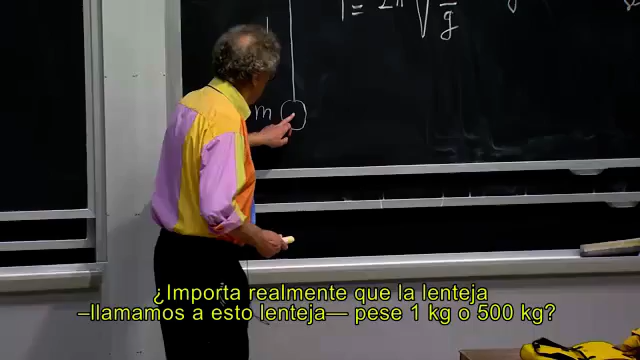 T = 2π √ l/g
m
¿Importa realmente que la lenteja
–llamamos a esto lenteja— pese 1 kg o 500 kg?